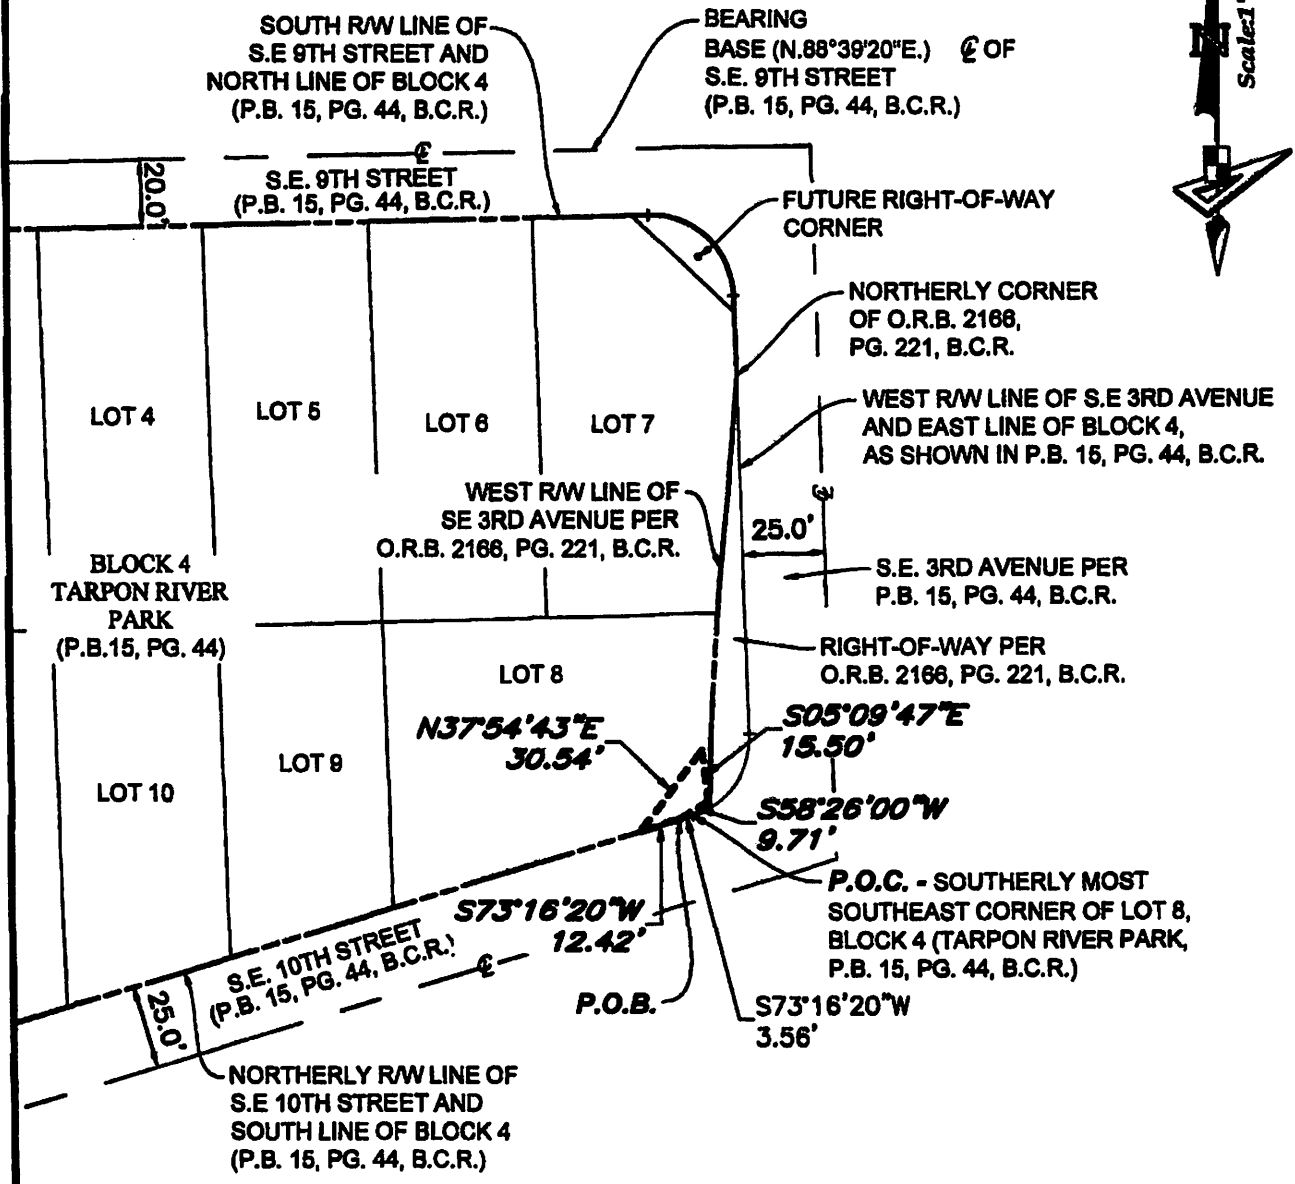 SOUTH R/W LINE OF
S.E 9TH STREET AND
NORTH LINE OF BLOCK 4
(P.B. 15, PG. 44, B.C.R.)
BEARING
BASE (N.88°39'20"E.) ℄ OF
S.E. 9TH STREET
(P.B. 15, PG. 44, B.C.R.)
N
Scale:1"
℄
20.0'
S.E. 9TH STREET
(P.B. 15, PG. 44, B.C.R.)
FUTURE RIGHT-OF-WAY
CORNER
NORTHERLY CORNER
OF O.R.B. 2166,
PG. 221, B.C.R.
LOT 4
LOT 5
LOT 6
LOT 7
WEST R/W LINE OF S.E 3RD AVENUE
AND EAST LINE OF BLOCK 4,
AS SHOWN IN P.B. 15, PG. 44, B.C.R.
WEST R/W LINE OF
SE 3RD AVENUE PER
O.R.B. 2166, PG. 221, B.C.R.
℄
25.0'
BLOCK 4
TARPON RIVER
PARK
(P.B.15, PG. 44)
S.E. 3RD AVENUE PER
P.B. 15, PG. 44, B.C.R.
RIGHT-OF-WAY PER
O.R.B. 2166, PG. 221, B.C.R.
LOT 8
N37°54'43"E
30.54'
S05°09'47"E
15.50'
LOT 9
LOT 10
S58°26'00"W
9.71'
P.O.C. - SOUTHERLY MOST
SOUTHEAST CORNER OF LOT 8,
BLOCK 4 (TARPON RIVER PARK,
P.B. 15, PG. 44, B.C.R.)
S73°16'20"W
12.42'
S.E. 10TH STREET
(P.B. 15, PG. 44, B.C.R.)
℄
25.0'
P.O.B.
S73°16'20"W
3.56'
NORTHERLY R/W LINE OF
S.E 10TH STREET AND
SOUTH LINE OF BLOCK 4
(P.B. 15, PG. 44, B.C.R.)